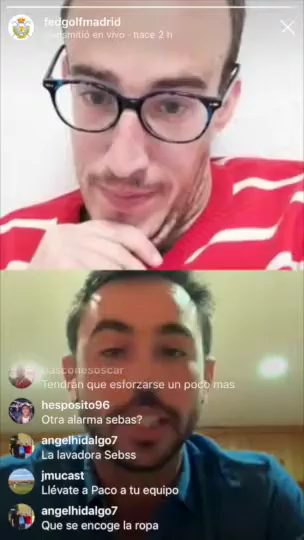 fedgolfmadrid
transmitió en vivo · hace 2 h
Tendrán que esforzarse un poco mas
hesposito96
Otra alarma sebas?
angelhidalgo7
La lavadora Sebss
jmucast
Llévate a Paco a tu equipo
angelhidalgo7
Que se encoge la ropa